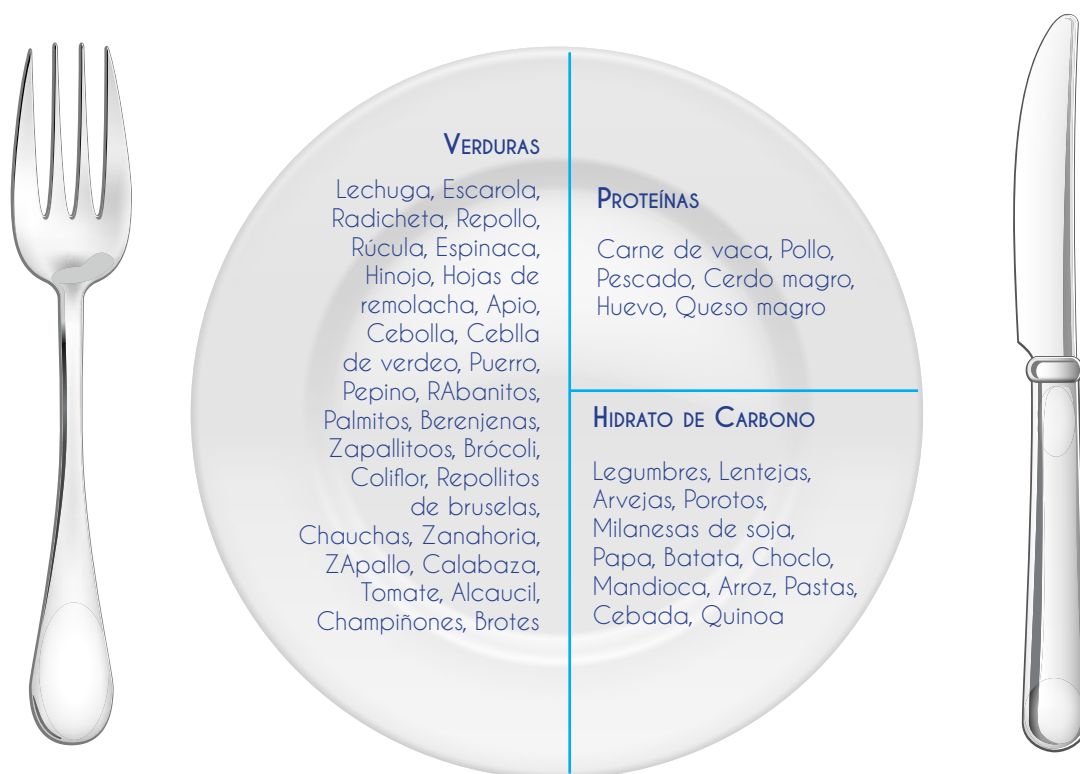 Verduras
Lechuga, Escarola,
Radicheta, Repollo,
Rúcula, Espinaca,
Hinojo, Hojas de
remolacha, Apio,
Cebolla, Ceblla
de verdeo, Puerro,
Pepino, RAbanitos,
Palmitos, Berenjenas,
Zapallitoos, Brócoli,
Coliflor, Repollitos
de bruselas,
Chauchas, Zanahoria,
ZApallo, Calabaza,
Tomate, Alcaucil,
Champiñones, Brotes
Proteínas
Carne de vaca, Pollo,
Pescado, Cerdo magro,
Huevo, Queso magro
Hidrato de Carbono
Legumbres, Lentejas,
Arvejas, Porotos,
Milanesas de soja,
Papa, Batata, Choclo,
Mandioca, Arroz, Pastas,
Cebada, Quinoa